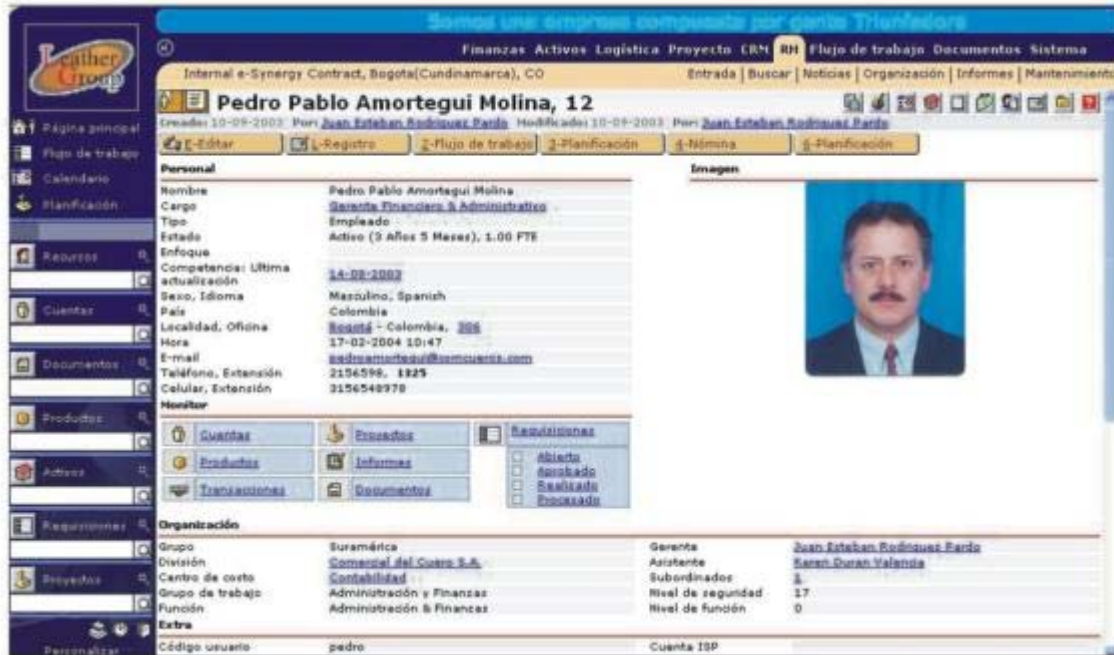 Somos una empresa compuesta por gente Triunfadora
Leather
Group
Finanzas Activos Logística Proyecto CRM RH Flujo de trabajo Documentos Sistema
Internal e-Synergy Contract, Bogota(Cundinamarca), CO
Entrada | Buscar | Noticias | Organización | Informes | Mantenimiento
Pedro Pablo Amortegui Molina, 12
Creado: 10-09-2003 Por: Juan Esteban Rodriguez Pardo Modificado: 10-09-2003 Por: Juan Esteban Rodriguez Pardo
E-Editar
L-Registro
2-Flujo de trabajo
3-Planificación
4-Nómina
6-Planificación
Página principal
Flujo de trabajo
Calendario
Planificación
Recursos
Cuentas
Documentos
Productos
Activos
Requisiciones
Proyectos
Personalizar
Personal
Imagen
Nombre Pedro Pablo Amortegui Molina
Cargo Gerente Financiero & Administrativo
Tipo Empleado
Estado Activo (3 Años 5 Meses), 1.00 FTE
Enfoque
Competencia: Ultima
actualización 14-08-2003
Sexo, Idioma Masculino, Spanish
País Colombia
Localidad, Oficina Bogotá - Colombia, 306
Hora 17-02-2004 10:47
E-mail pedroamortegui@comcueros.com
Teléfono, Extensión 2156598, 1325
Celular, Extensión 3156548978
Monitor
Cuentas
Proyectos
Requisiciones
Productos
Informes
Abierto
Aprobado
Transacciones
Documentos
Realizado
Procesado
Organización
Grupo Suramérica Gerente Juan Esteban Rodriguez Pardo
División Comercial del Cuero S.A. Asistente Karen Duran Valencia
Centro de costo Contabilidad Subordinados 1
Grupo de trabajo Administración y Finanzas Nivel de seguridad 17
Función Administración & Finanzas Nivel de función 0
Extra
Código usuario pedro Cuenta ISP